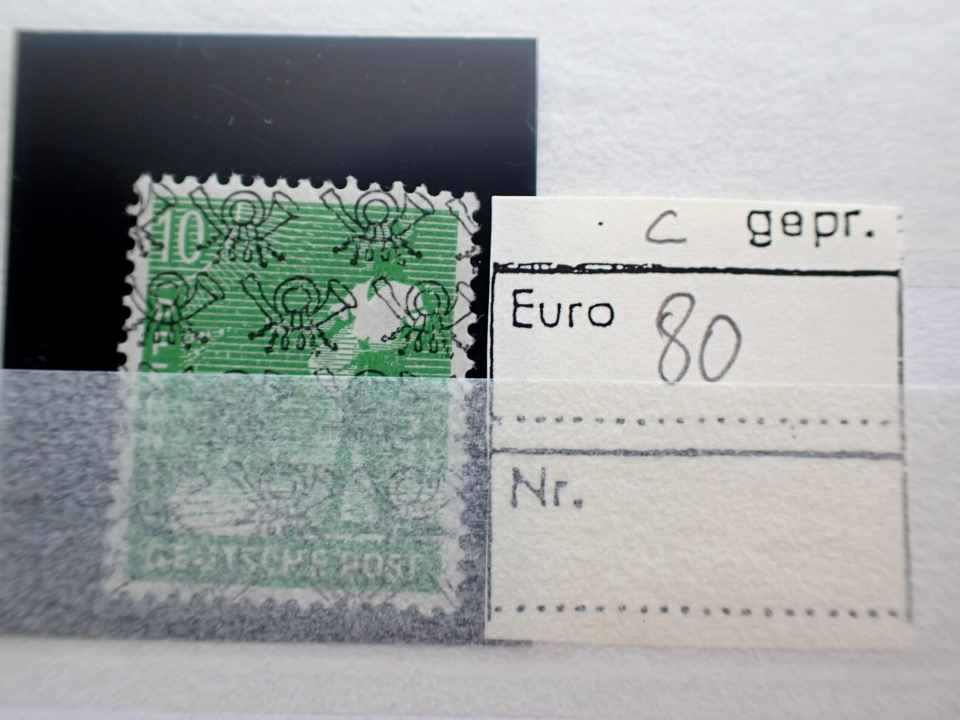 10
DEUTSCHE POST
c gepr.
Euro 80
Nr.